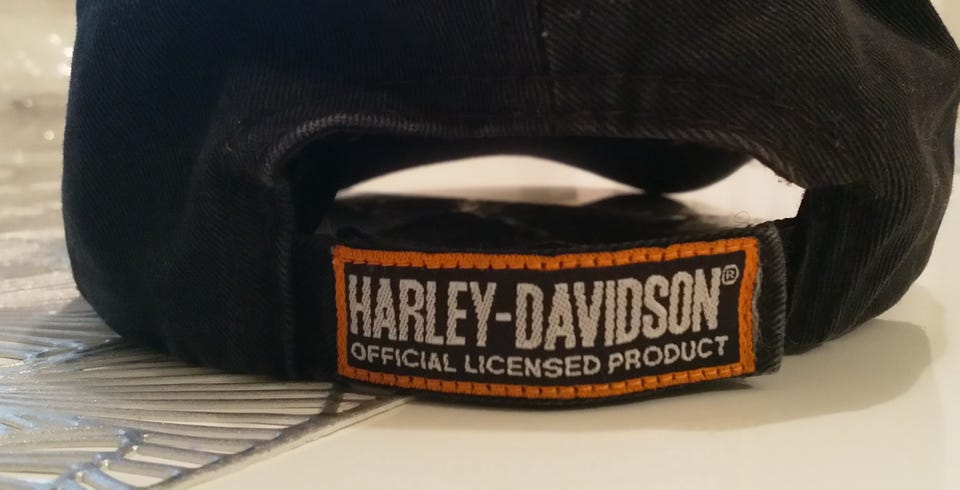 HARLEY-DAVIDSON®
OFFICIAL LICENSED PRODUCT